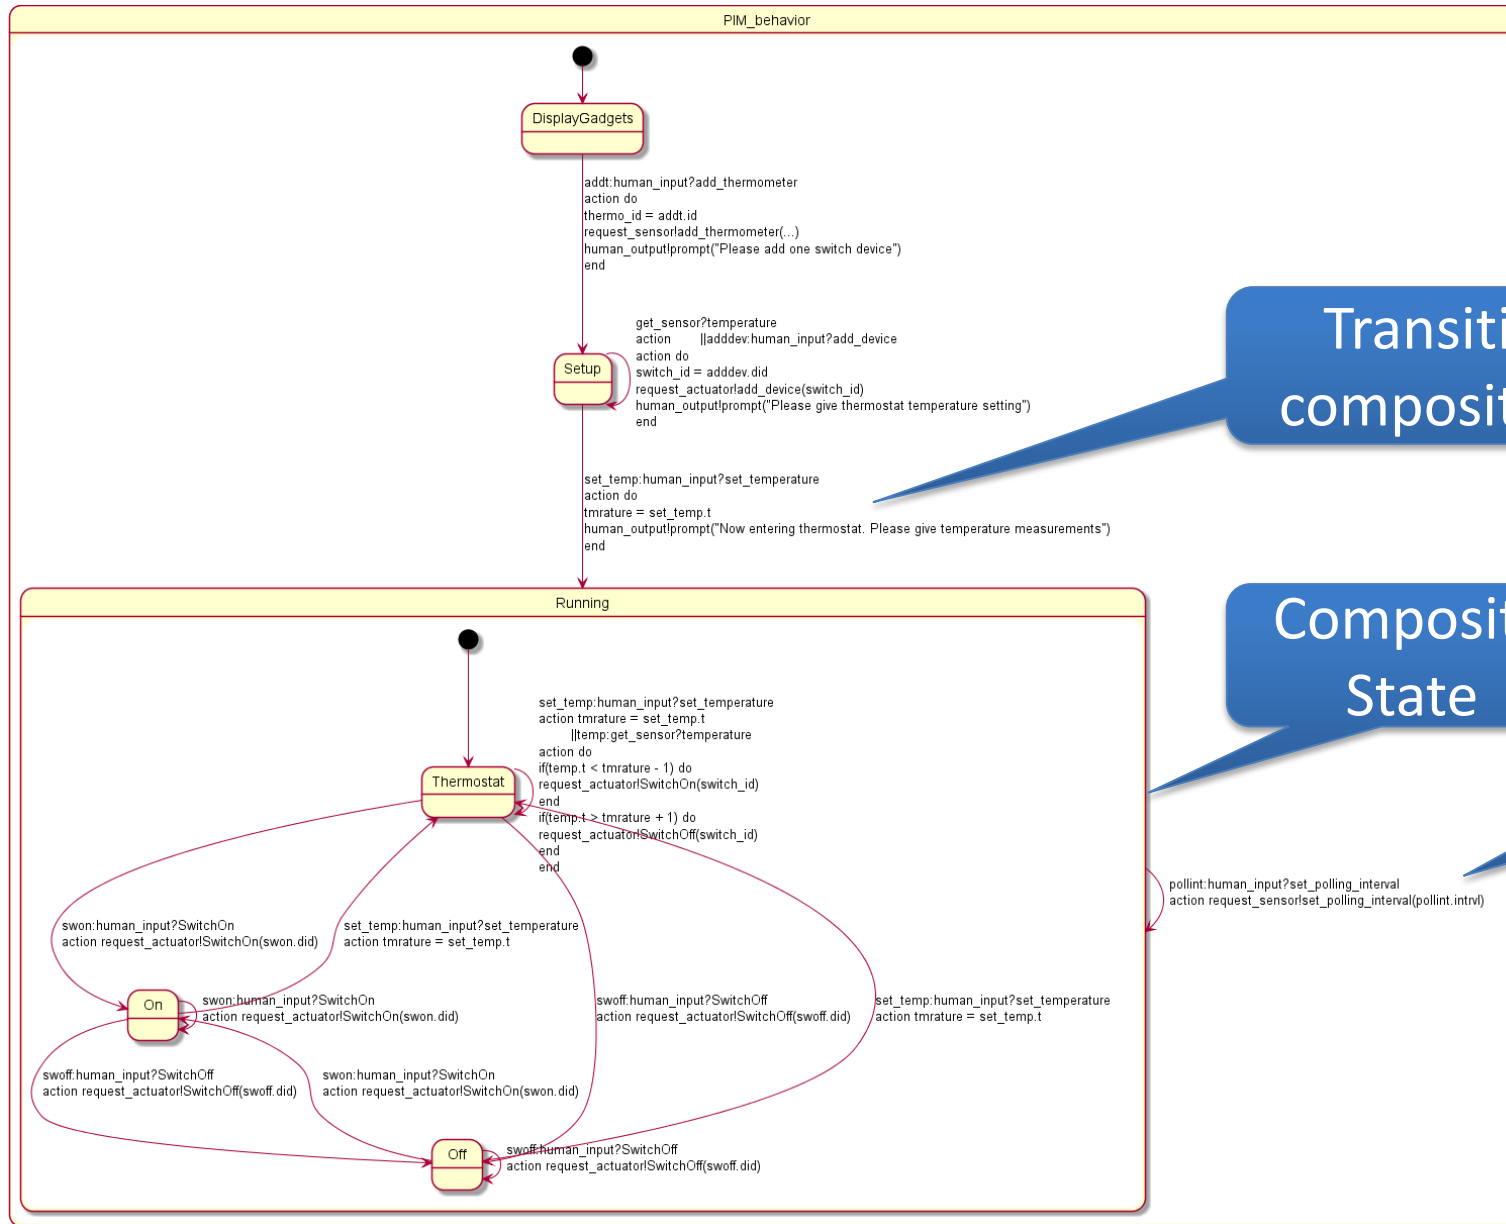 PIM_behavior
DisplayGadgets
addt:human_input?add_thermometer
action do
thermo_id = addt.id
request_sensor!add_thermometer(...)
human_output!prompt("Please add one switch device")
end
get_sensor?temperature
action ||adddev:human_input?add_device
action do
switch_id = adddev.did
request_actuator!add_device(switch_id)
human_output!prompt("Please give thermostat temperature setting")
end
Setup
Transiti
composit
set_temp:human_input?set_temperature
action do
tmrature = set_temp.t
human_output!prompt("Now entering thermostat. Please give temperature measurements")
end
Running
Composit
State
set_temp:human_input?set_temperature
action tmrature = set_temp.t
||temp:get_sensor?temperature
action do
if(temp.t < tmrature - 1) do
request_actuator!SwitchOn(switch_id)
end
if(temp.t > tmrature + 1) do
request_actuator!SwitchOff(switch_id)
end
end
Thermostat
pollint:human_input?set_polling_interval
action request_sensor!set_polling_interval(pollint.intrvl)
swon:human_input?SwitchOn
action request_actuator!SwitchOn(swon.did)
set_temp:human_input?set_temperature
action tmrature = set_temp.t
On
swon:human_input?SwitchOn
action request_actuator!SwitchOn(swon.did)
swoff:human_input?SwitchOff
action request_actuator!SwitchOff(swoff.did)
set_temp:human_input?set_temperature
action tmrature = set_temp.t
swoff:human_input?SwitchOff
action request_actuator!SwitchOff(swoff.did)
swon:human_input?SwitchOn
action request_actuator!SwitchOn(swon.did)
Off
swoff:human_input?SwitchOff
action request_actuator!SwitchOff(swoff.did)